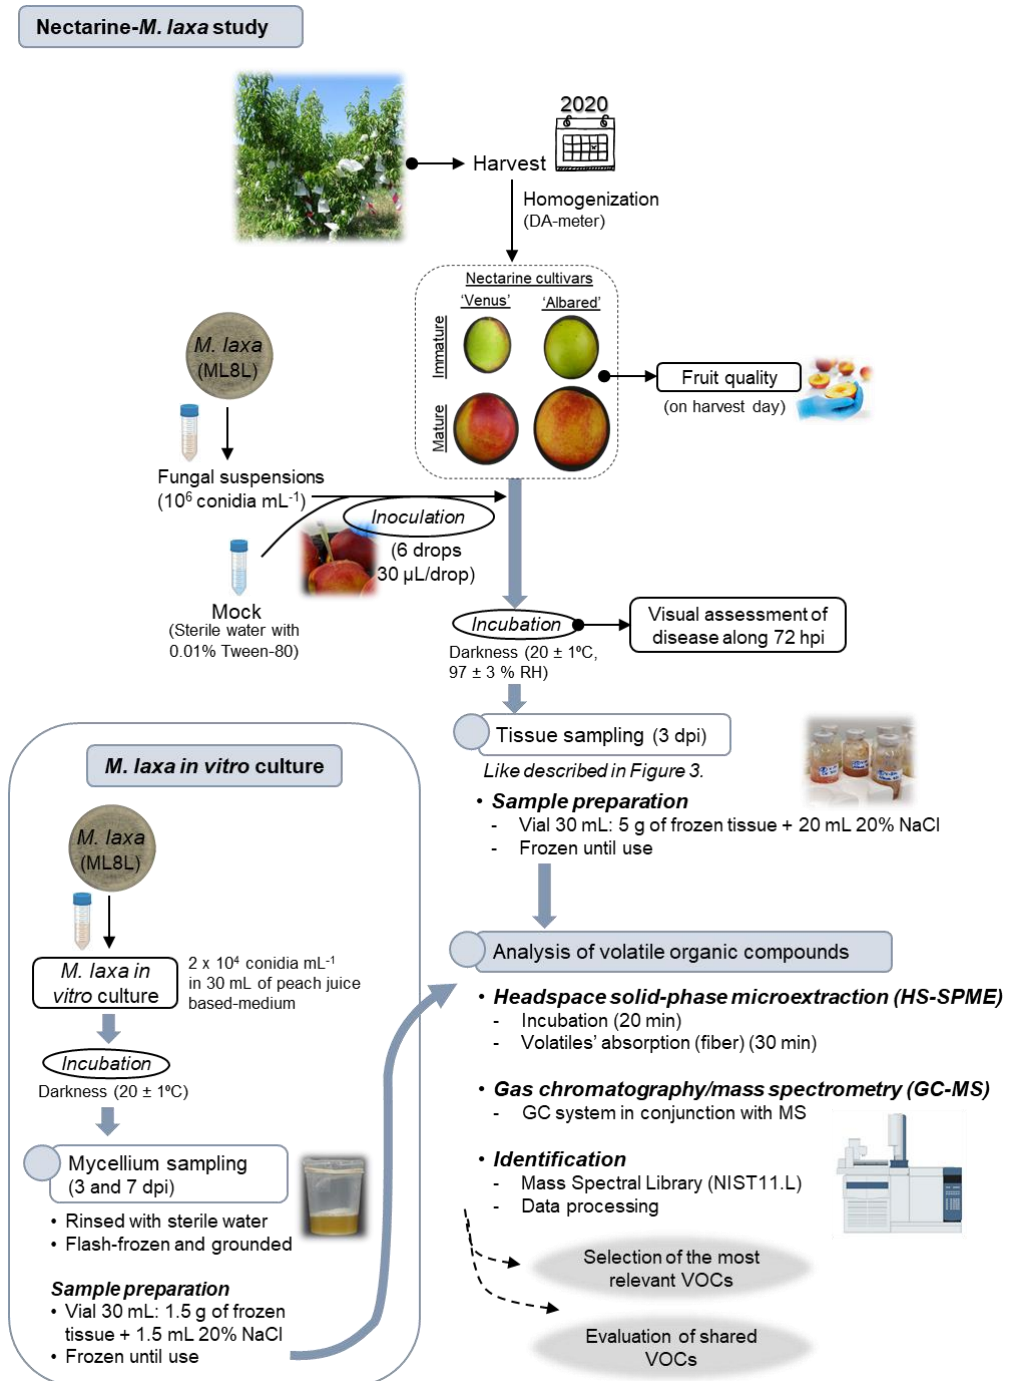 Nectarine-M. laxa study
2020
Harvest
Homogenization
(DA-meter)
Nectarine cultivars
‘Venus’ ‘Albared’
Immature
Mature
M. laxa
(ML8L)
Fruit quality
(on harvest day)
Fungal suspensions
(10⁶ conidia mL⁻¹)
Inoculation
(6 drops
30 µL/drop)
Mock
(Sterile water with
0.01% Tween-80)
Incubation
Darkness (20 ± 1ºC,
97 ± 3 % RH)
Visual assessment of
disease along 72 hpi
Tissue sampling (3 dpi)
Like described in Figure 3.
• Sample preparation
- Vial 30 mL: 5 g of frozen tissue + 20 mL 20% NaCl
- Frozen until use
M. laxa in vitro culture
M. laxa
(ML8L)
M. laxa in
vitro culture
2 x 10⁴ conidia mL⁻¹
in 30 mL of peach juice
based-medium
Incubation
Darkness (20 ± 1ºC)
Mycellium sampling
(3 and 7 dpi)
• Rinsed with sterile water
• Flash-frozen and grounded
Sample preparation
• Vial 30 mL: 1.5 g of frozen
tissue + 1.5 mL 20% NaCl
• Frozen until use
Analysis of volatile organic compounds
• Headspace solid-phase microextraction (HS-SPME)
- Incubation (20 min)
- Volatiles’ absorption (fiber) (30 min)
• Gas chromatography/mass spectrometry (GC-MS)
- GC system in conjunction with MS
• Identification
- Mass Spectral Library (NIST11.L)
- Data processing
Selection of the most
relevant VOCs
Evaluation of shared
VOCs